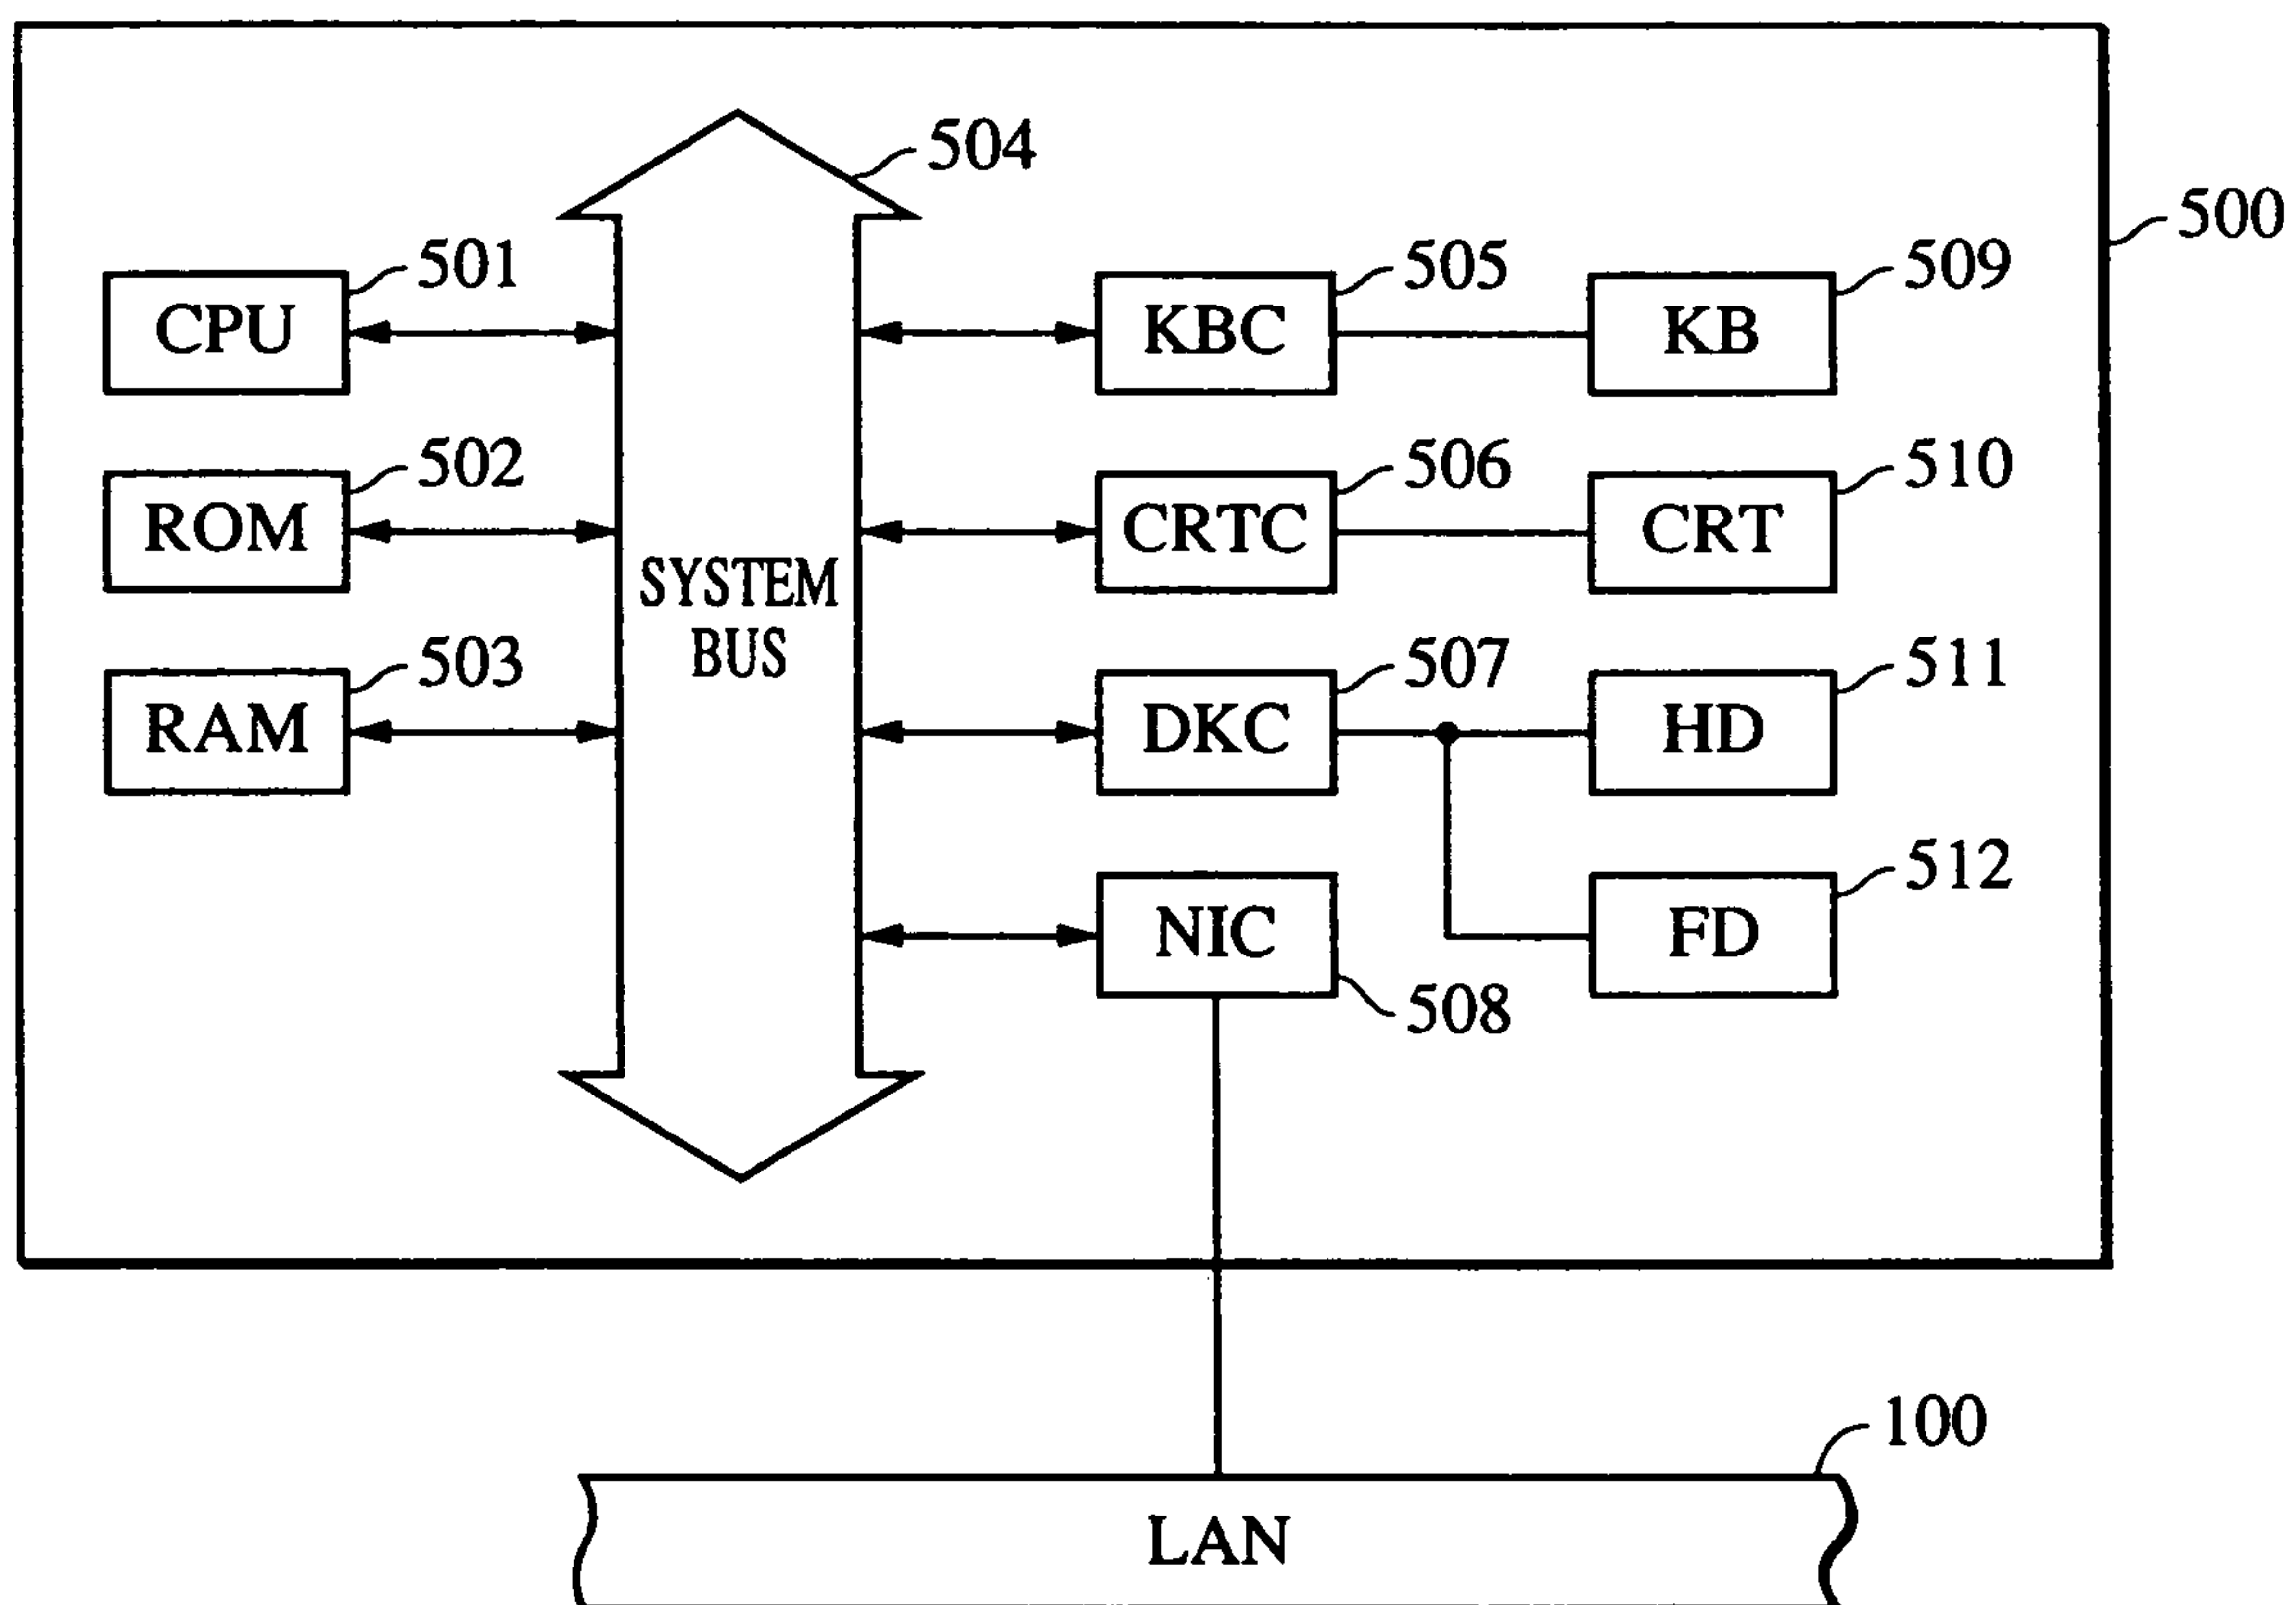 504
500
501
CPU
505
KBC
509
KB
502
ROM
506
CRTC
510
CRT
SYSTEM
BUS
503
RAM
507
DKC
511
HD
NIC
508
512
FD
100
LAN